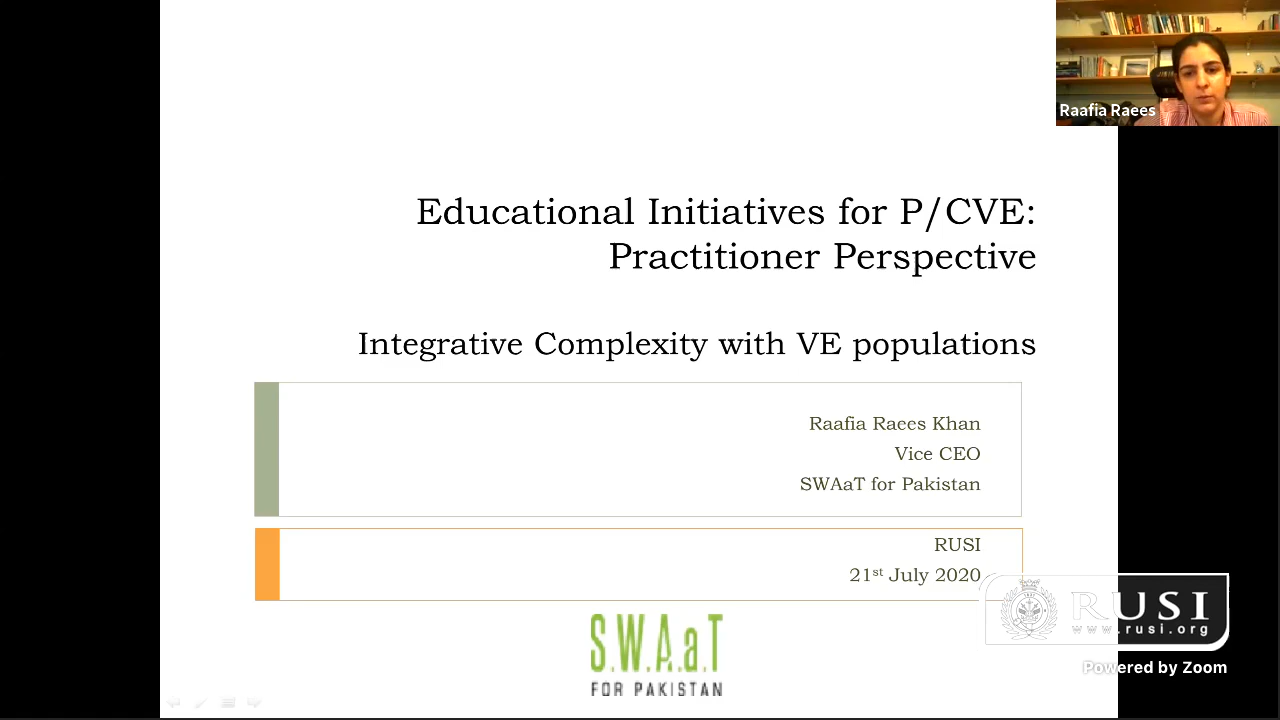 Raafia Raees
Educational Initiatives for P/CVE:
Practitioner Perspective
Integrative Complexity with VE populations
Raafia Raees Khan
Vice CEO
SWAaT for Pakistan
RUSI
21st July 2020
S.W.A.a.T
FOR PAKISTAN
RUSI
www.rusi.org
Powered by Zoom